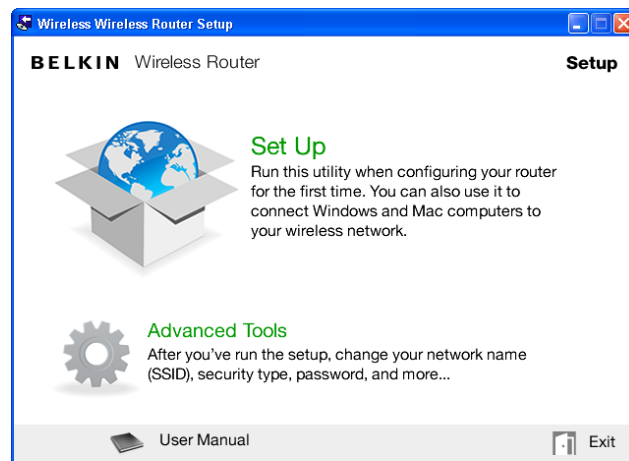 Wireless Wireless Router Setup
BELKIN Wireless Router Setup
Set Up
Run this utility when configuring your router
for the first time. You can also use it to
connect Windows and Mac computers to
your wireless network.
Advanced Tools
After you've run the setup, change your network name
(SSID), security type, password, and more...
User Manual Exit